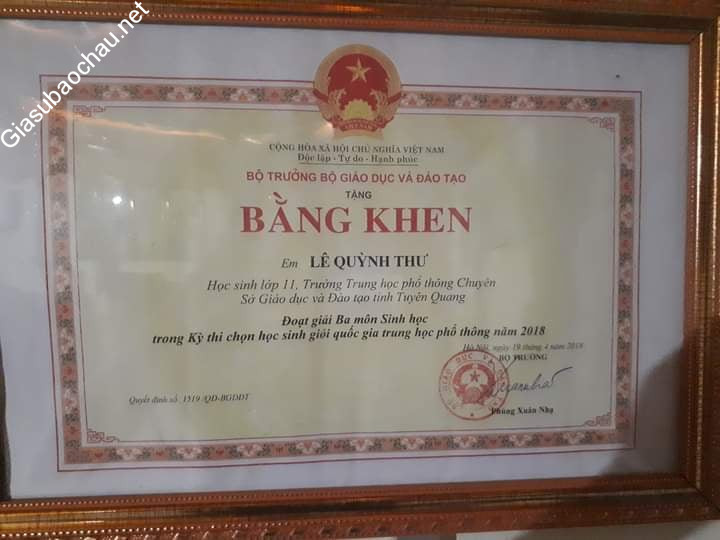 Giasubaochau.net
CỘNG HÒA XÃ HỘI CHỦ NGHĨA VIỆT NAM
Độc lập - Tự do - Hạnh phúc
BỘ TRƯỞNG BỘ GIÁO DỤC VÀ ĐÀO TẠO
TẶNG
BẰNG KHEN
Em LÊ QUỲNH THƯ
Học sinh lớp 11, Trường Trung học phổ thông Chuyên
Sở Giáo dục và Đào tạo tỉnh Tuyên Quang
Đoạt giải Ba môn Sinh học
trong Kỳ thi chọn học sinh giỏi quốc gia trung học phổ thông năm 2018
Hà Nội, ngày 19 tháng 4 năm 2018
BỘ TRƯỞNG
Quyết định số 1519 /QĐ-BGDĐT
Phùng Xuân Nhạ